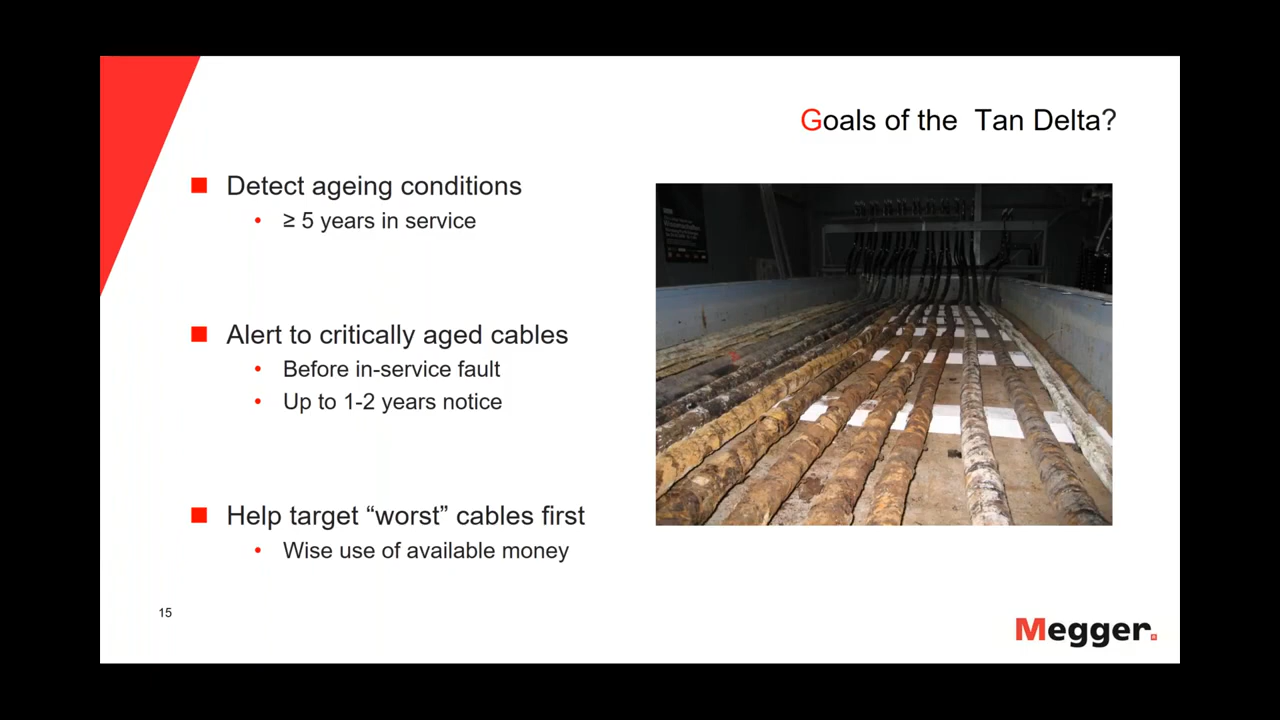 Goals of the  Tan Delta?
■ Detect ageing conditions
• ≥ 5 years in service
■ Alert to critically aged cables
• Before in-service fault
• Up to 1-2 years notice
■ Help target “worst” cables first
• Wise use of available money
15
Megger.